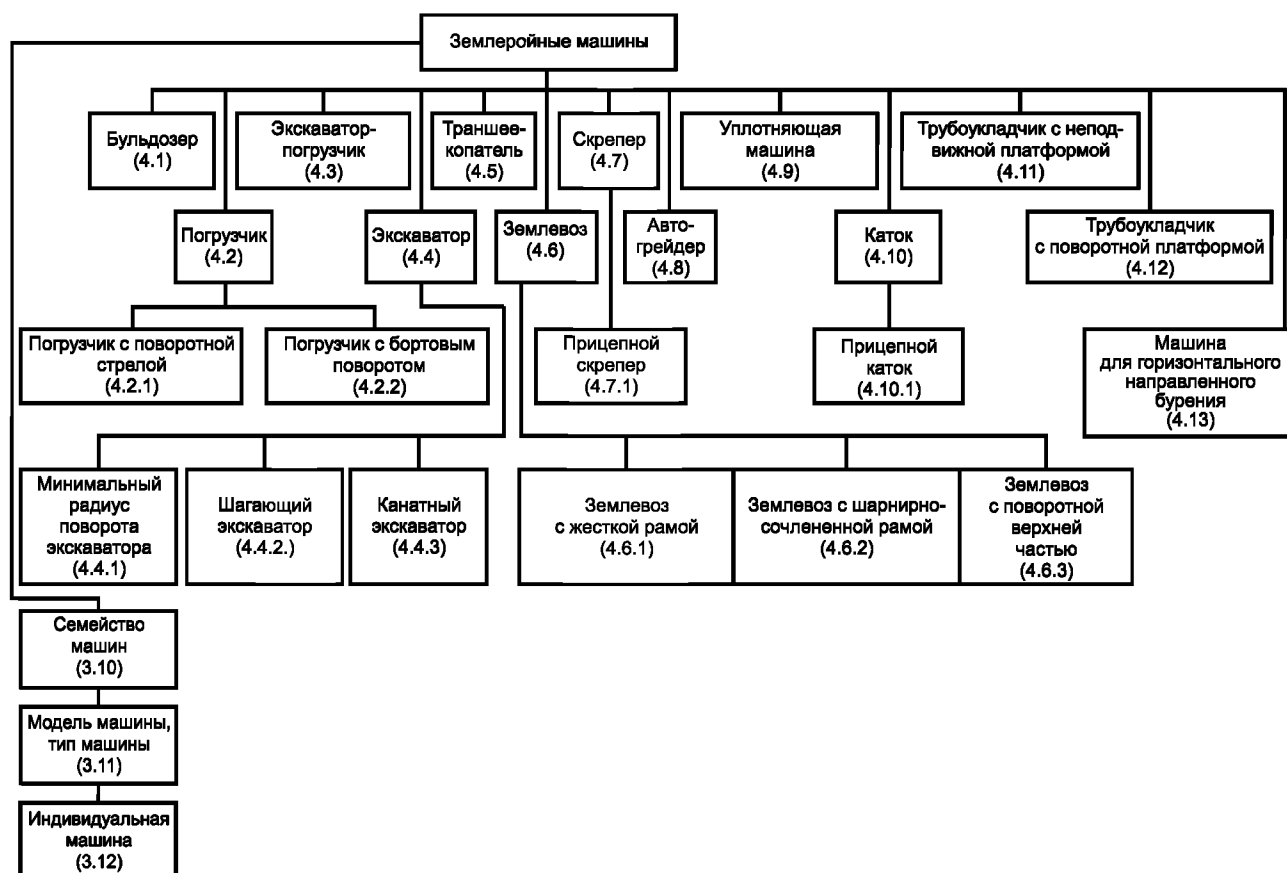 Землеройные машины
Бульдозер
(4.1)
Экскаватор-
погрузчик
(4.3)
Траншее-
копатель
(4.5)
Скрепер
(4.7)
Уплотняющая
машина
(4.9)
Трубоукладчик с непод-
вижной платформой
(4.11)
Погрузчик
(4.2)
Экскаватор
(4.4)
Землевоз
(4.6)
Авто-
грейдер
(4.8)
Каток
(4.10)
Трубоукладчик
с поворотной платформой
(4.12)
Погрузчик с поворотной
стрелой
(4.2.1)
Погрузчик с бортовым
поворотом
(4.2.2)
Прицепной
скрепер
(4.7.1)
Прицепной
каток
(4.10.1)
Машина
для горизонтального
направленного
бурения
(4.13)
Минимальный
радиус
поворота
экскаватора
(4.4.1)
Шагающий
экскаватор
(4.4.2.)
Канатный
экскаватор
(4.4.3)
Землевоз
с жесткой рамой
(4.6.1)
Землевоз с шарнирно-
сочлененной рамой
(4.6.2)
Землевоз
с поворотной
верхней
частью
(4.6.3)
Семейство
машин
(3.10)
Модель машины,
тип машины
(3.11)
Индивидуальная
машина
(3.12)